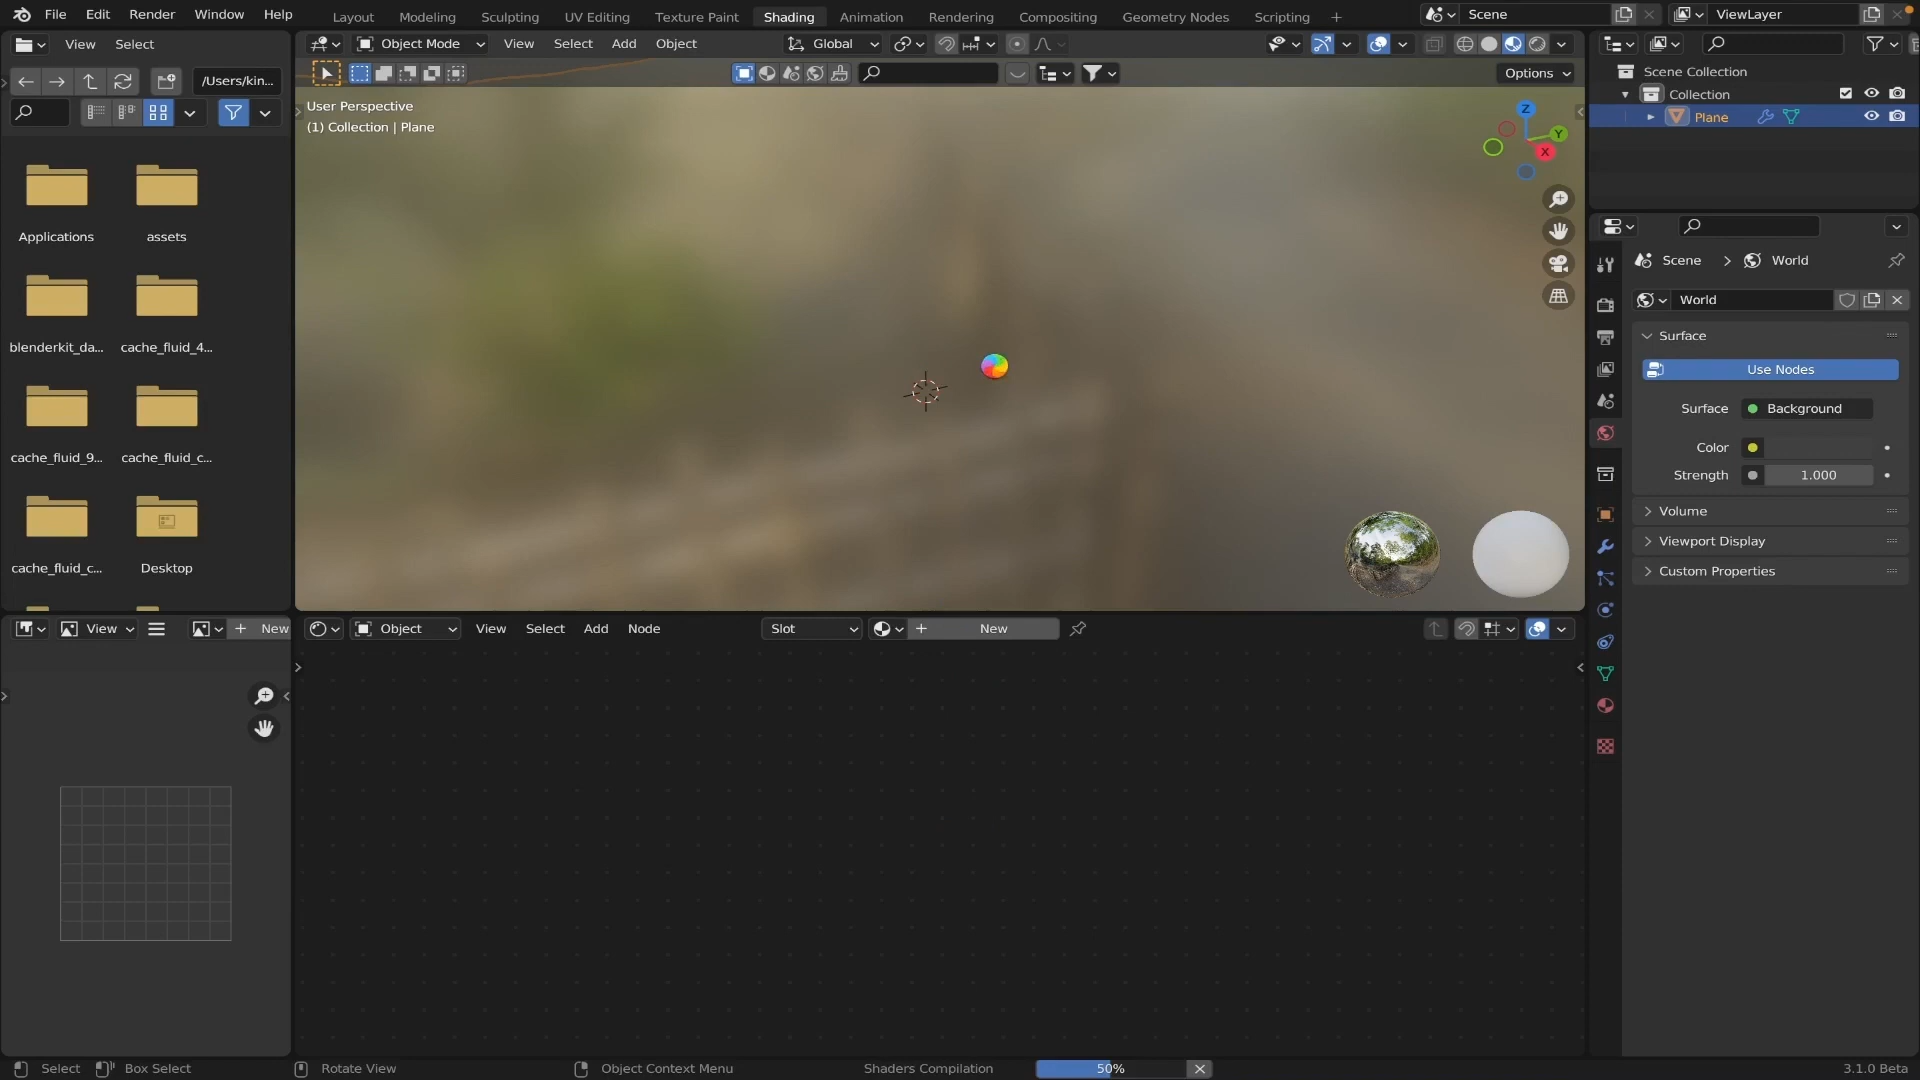 File Edit Render Window Help Layout Modeling Sculpting UV Editing Texture Paint Shading Animation Rendering Compositing Geometry Nodes Scripting + Scene ViewLayer
View Select Object Mode View Select Add Object Global
/Users/kin... Options
Scene Collection
Collection
Plane
User Perspective
(1) Collection | Plane
Z
Y
X
Applications assets
blenderkit_da... cache_fluid_4...
cache_fluid_9... cache_fluid_c...
cache_fluid_c... Desktop
Scene > World
World
Surface
Use Nodes
Surface Background
Color
Strength 1.000
Volume
Viewport Display
Custom Properties
View + New Object View Select Add Node Slot + New
Select Box Select Rotate View Object Context Menu Shaders Compilation 50% 3.1.0 Beta